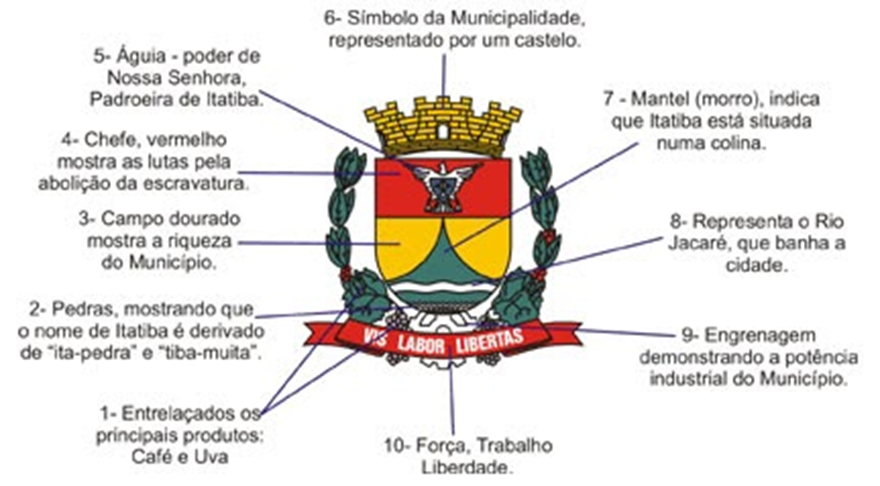 6- Símbolo da Municipalidade,
representado por um castelo.
5- Águia - poder de
Nossa Senhora,
Padroeira de Itatiba.
7 - Mantel (morro), indica
que Itatiba está situada
numa colina.
4- Chefe, vermelho
mostra as lutas pela
abolição da escravatura.
3- Campo dourado
mostra a riqueza
do Município.
8- Representa o Rio
Jacaré, que banha a
cidade.
2- Pedras, mostrando que
o nome de Itatiba é derivado
de “ita-pedra” e “tiba-muita”.
9- Engrenagem
demonstrando a potência
industrial do Município.
VIS LABOR LIBERTAS
1- Entrelaçados os
principais produtos:
Café e Uva
10- Força, Trabalho
Liberdade.